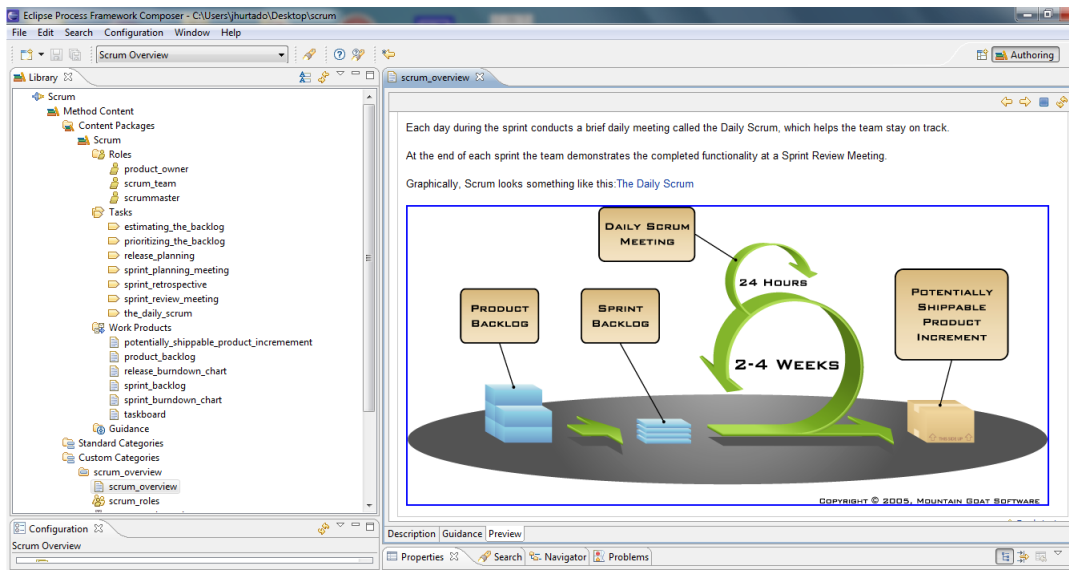 Eclipse Process Framework Composer - C:\Users\jhurtado\Desktop\scrum
File Edit Search Configuration Window Help
Scrum Overview
Authoring
Library
Scrum
Method Content
Content Packages
Scrum
Roles
product_owner
scrum_team
scrummaster
Tasks
estimating_the_backlog
prioritizing_the_backlog
release_planning
sprint_planning_meeting
sprint_retrospective
sprint_review_meeting
the_daily_scrum
Work Products
potentially_shippable_product_incremement
product_backlog
release_burndown_chart
sprint_backlog
sprint_burndown_chart
taskboard
Guidance
Standard Categories
Custom Categories
scrum_overview
scrum_overview
scrum_roles
Configuration
Scrum Overview
scrum_overview
Each day during the sprint conducts a brief daily meeting called the Daily Scrum, which helps the team stay on track.
At the end of each sprint the team demonstrates the completed functionality at a Sprint Review Meeting.
Graphically, Scrum looks something like this:The Daily Scrum
DAILY SCRUM
MEETING
24 HOURS
PRODUCT
BACKLOG
SPRINT
BACKLOG
POTENTIALLY
SHIPPABLE
PRODUCT
INCREMENT
2-4 WEEKS
COPYRIGHT © 2005, MOUNTAIN GOAT SOFTWARE
Description Guidance Preview
Properties Search Navigator Problems